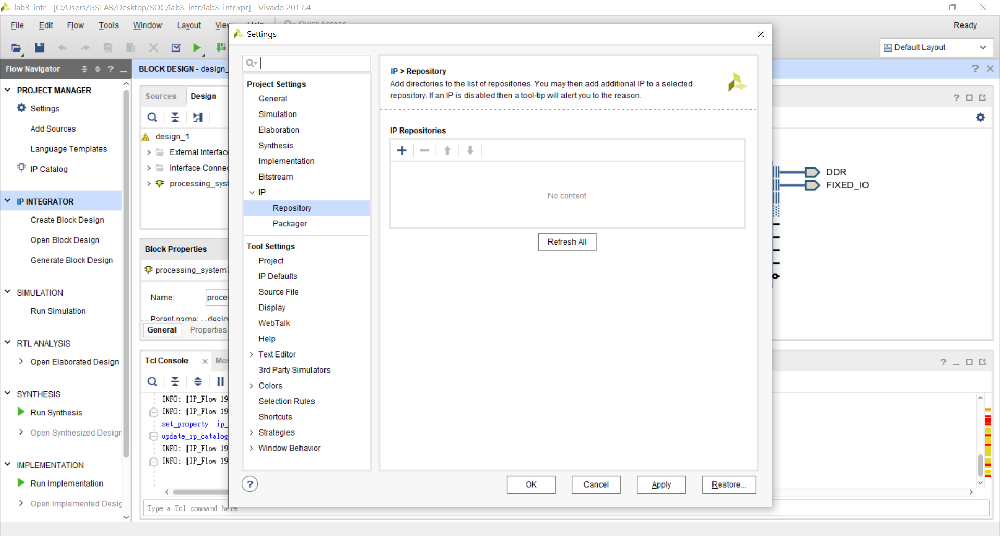 lab3_intr - [C:/Users/GSLAB/Desktop/SOC/lab3_intr/lab3_intr.xpr] - Vivado 2017.4
File Edit Flow Tools Window Layout View Help Quick Access
Ready
Default Layout
Flow Navigator
PROJECT MANAGER
Settings
Add Sources
Language Templates
IP Catalog
IP INTEGRATOR
Create Block Design
Open Block Design
Generate Block Design
SIMULATION
Run Simulation
RTL ANALYSIS
Open Elaborated Design
SYNTHESIS
Run Synthesis
Open Synthesized Design
IMPLEMENTATION
Run Implementation
Open Implemented Desig
BLOCK DESIGN - design_
Sources Design
design_1
External Interface
Interface Connec
processing_syst
Block Properties
processing_system7
Name: proces
Parent name: desig
General Properties
Tcl Console Mes
INFO: [IP_Flow 19
INFO: [IP_Flow 19
set_property ip_
update_ip_catalog
INFO: [IP_Flow 19
INFO: [IP_Flow 19
Type a Tcl command here
Settings
Project Settings
General
Simulation
Elaboration
Synthesis
Implementation
Bitstream
IP
Repository
Packager
Tool Settings
Project
IP Defaults
Source File
Display
WebTalk
Help
Text Editor
3rd Party Simulators
Colors
Selection Rules
Shortcuts
Strategies
Window Behavior
IP > Repository
Add directories to the list of repositories. You may then add additional IP to a selected
repository. If an IP is disabled then a tool-tip will alert you to the reason.
IP Repositories
No content
Refresh All
OK Cancel Apply Restore...
DDR
FIXED_IO